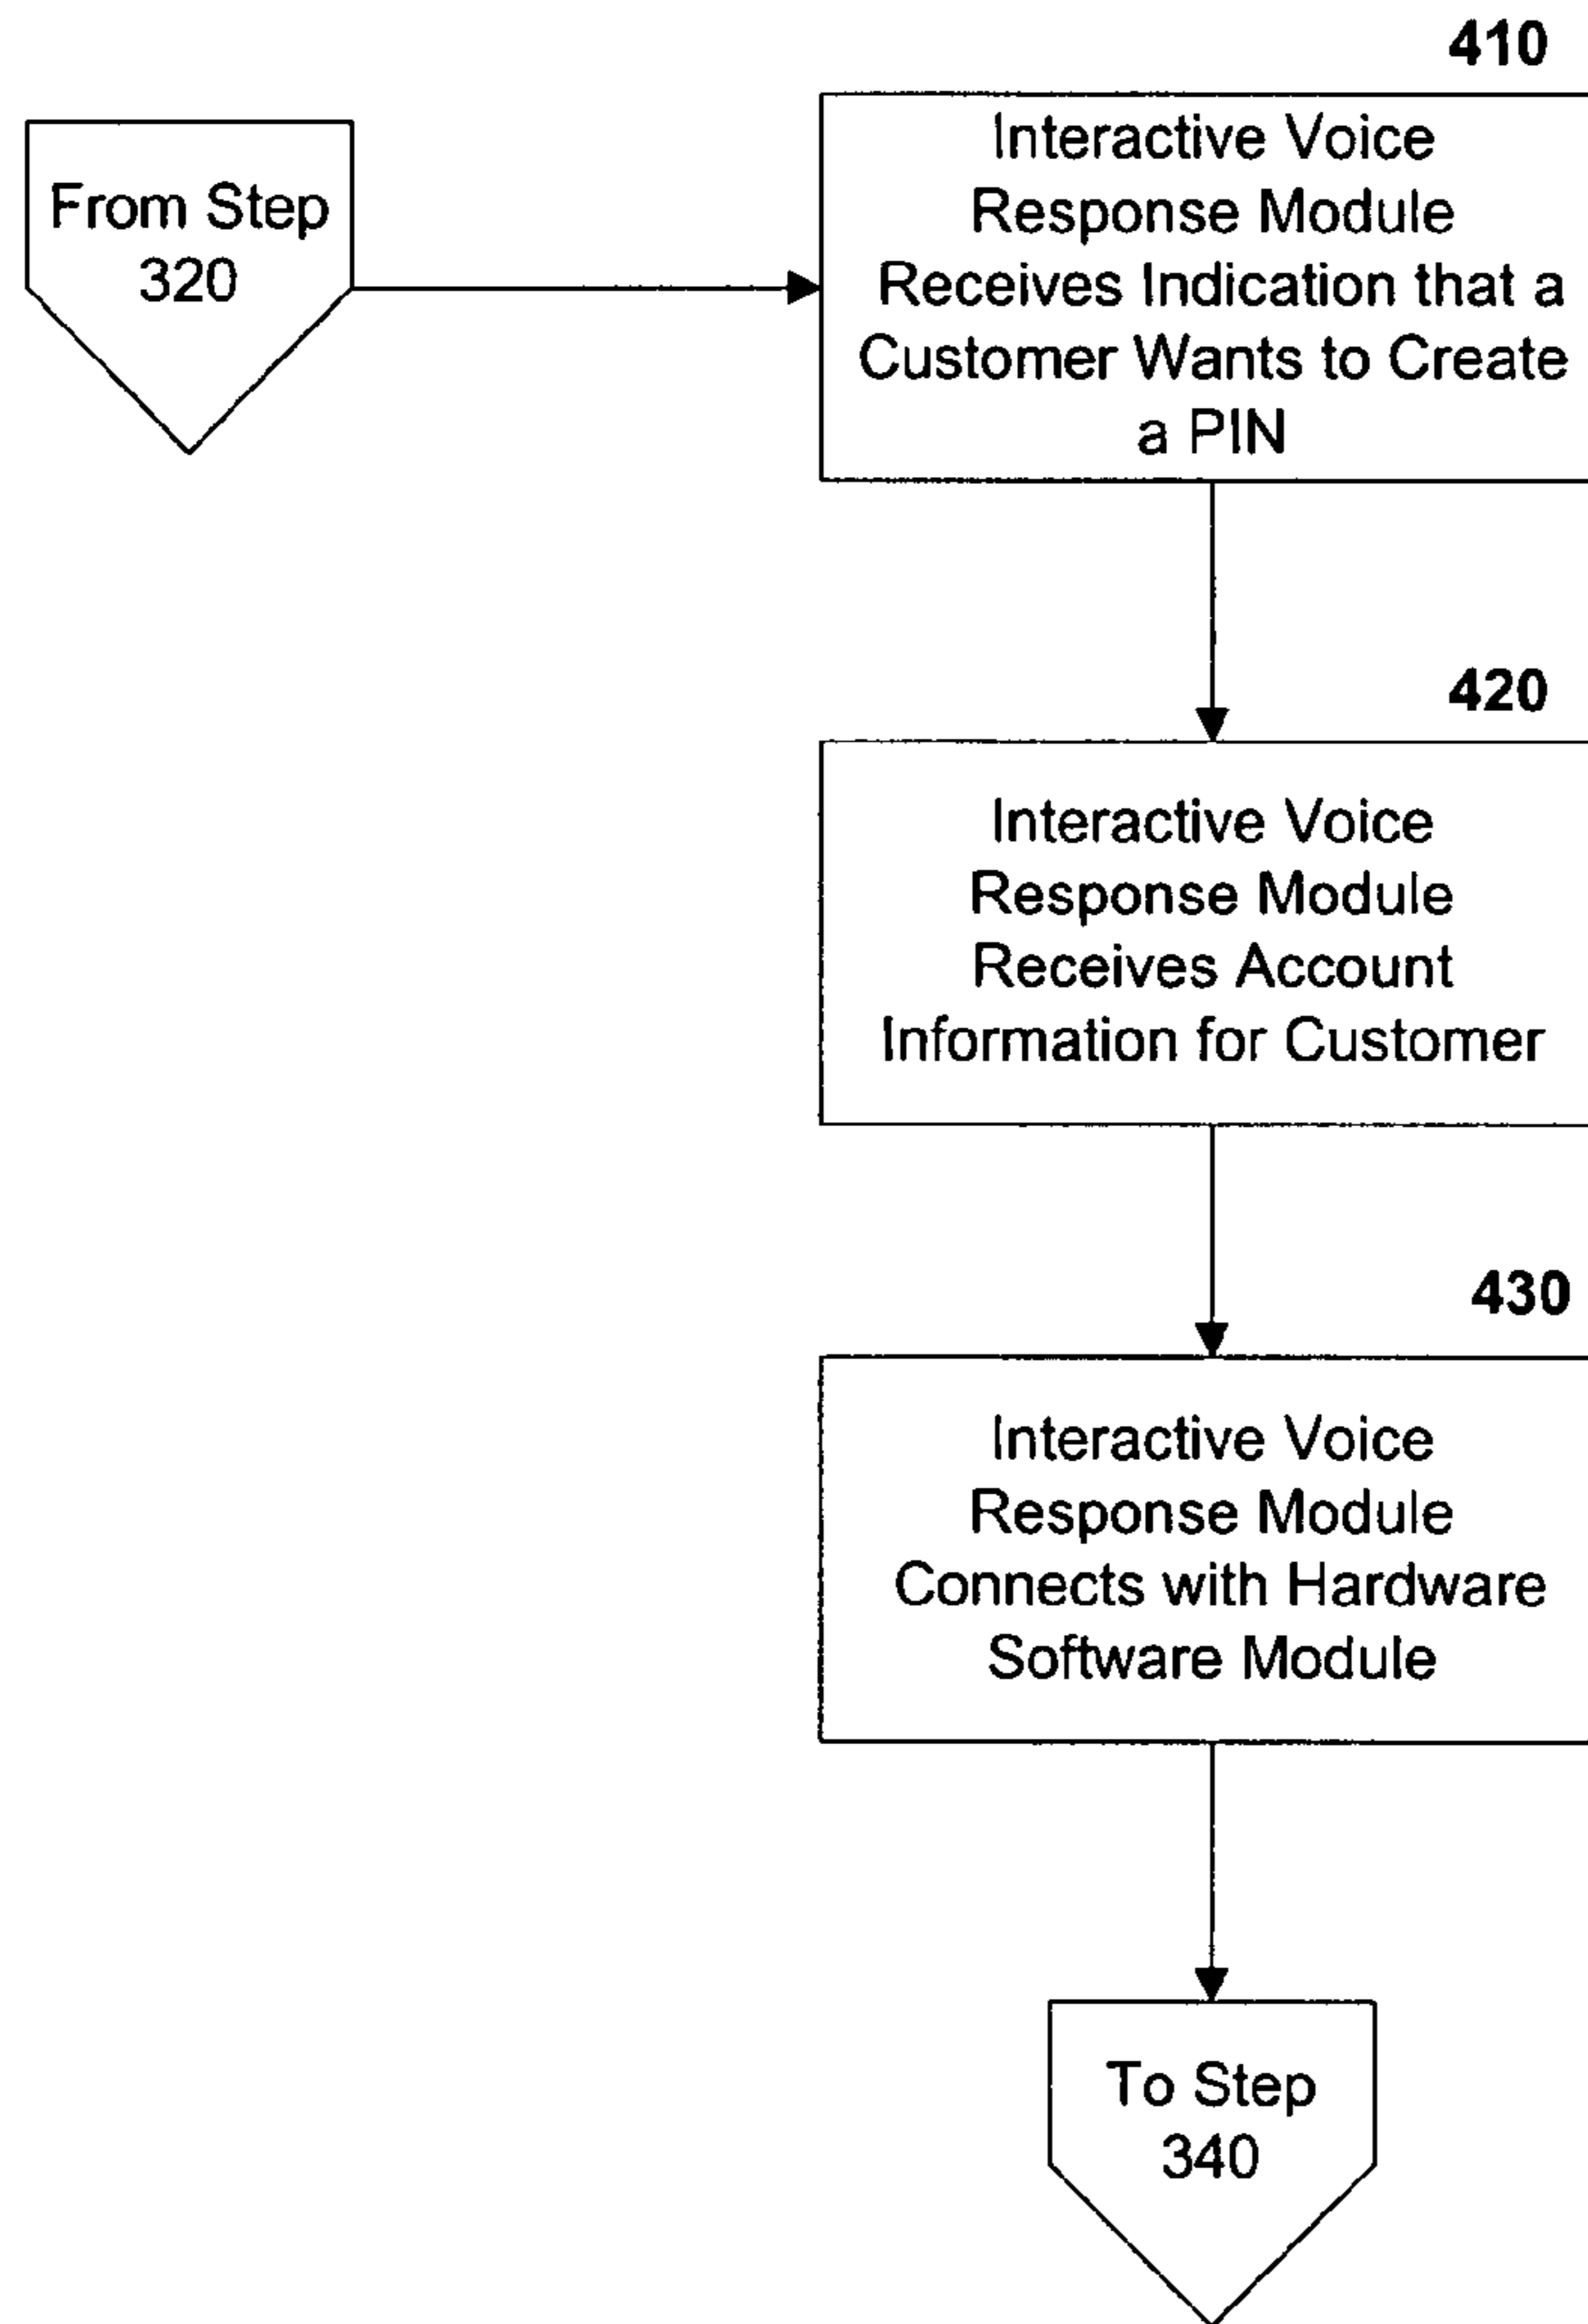 410
From Step
320
Interactive Voice
Response Module
Receives Indication that a
Customer Wants to Create
a PIN
420
Interactive Voice
Response Module
Receives Account
Information for Customer
430
Interactive Voice
Response Module
Connects with Hardware
Software Module
To Step
340